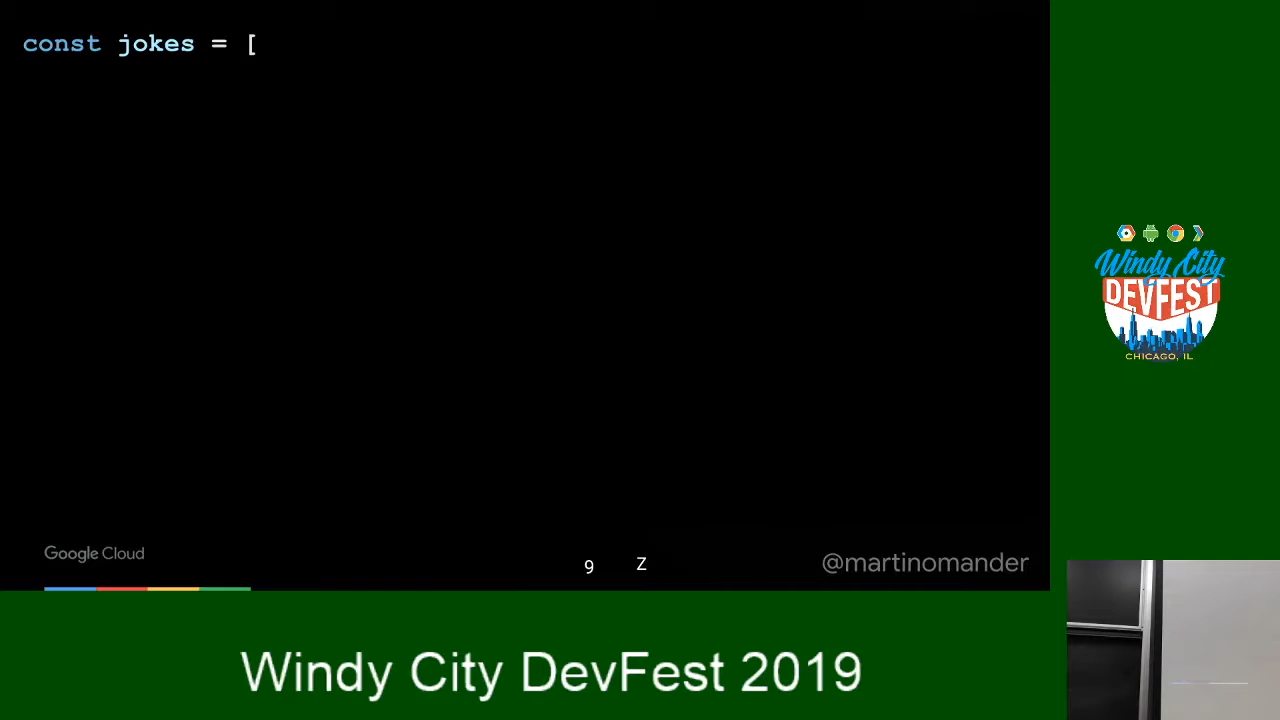 const jokes = [
Google Cloud
9 Z
@martinomander
Windy City
DEVFEST
CHICAGO, IL
Windy City DevFest 2019